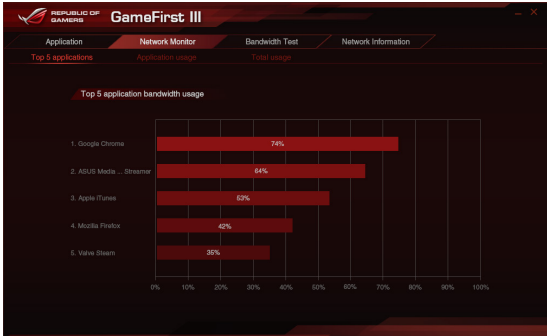 REPUBLIC OF
GAMERS
GameFirst III
Application Network Monitor Bandwidth Test Network Information
Top 5 applications Application usage Total usage
Top 5 application bandwidth usage
1. Google Chrome 74%
2. ASUS Media ... Streamer 64%
3. Apple iTunes 53%
4. Mozilla Firefox 42%
5. Valve Steam 35%
0% 10% 20% 30% 40% 50% 60% 70% 80% 90% 100%